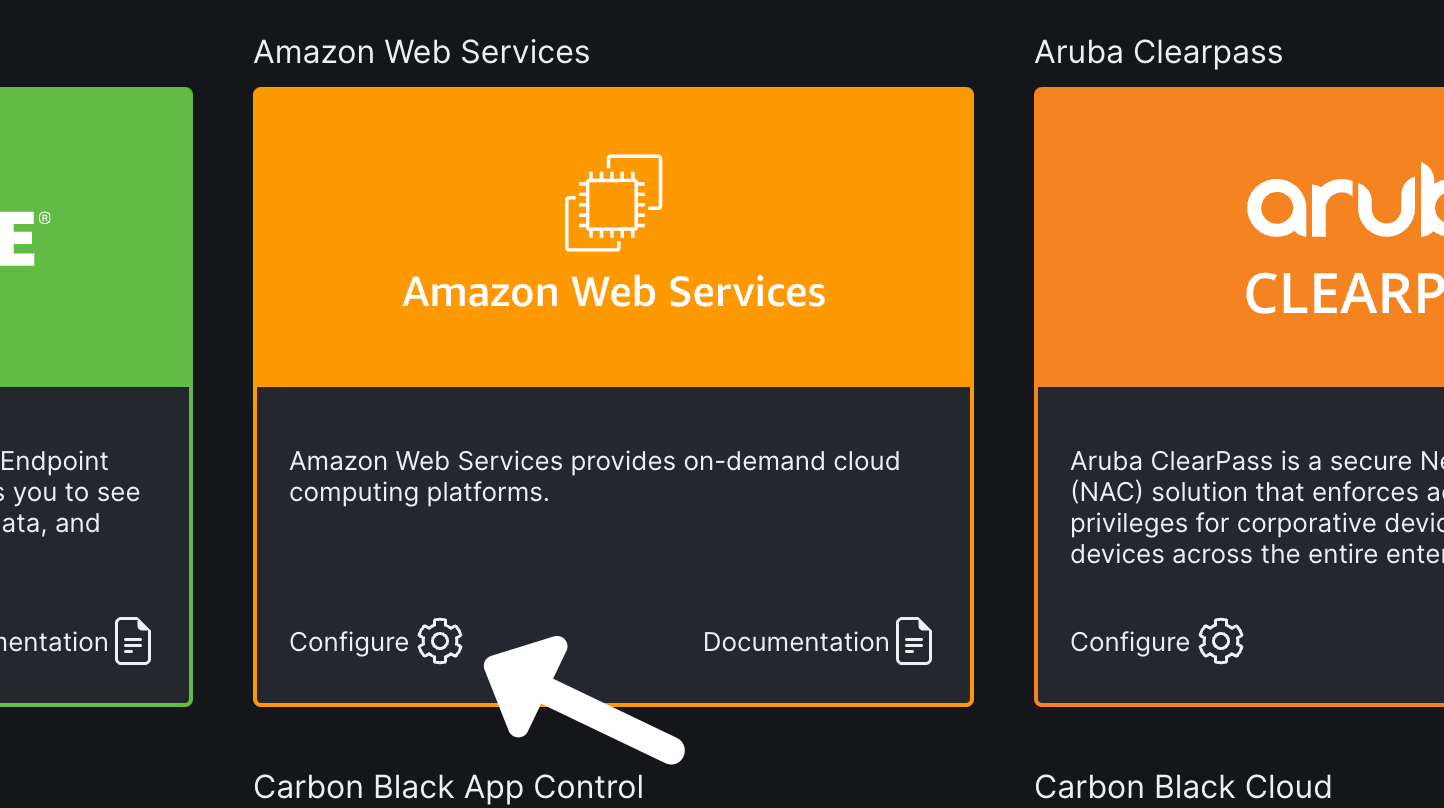 Amazon Web Services
Aruba Clearpass
E®
Amazon Web Services
arub
CLEARP
Endpoint
s you to see
ata, and
Amazon Web Services provides on-demand cloud
computing platforms.
Aruba ClearPass is a secure Ne
(NAC) solution that enforces
privileges for corporative devic
devices across the entire enter
mentation
Configure
Documentation
Configure
Carbon Black App Control
Carbon Black Cloud